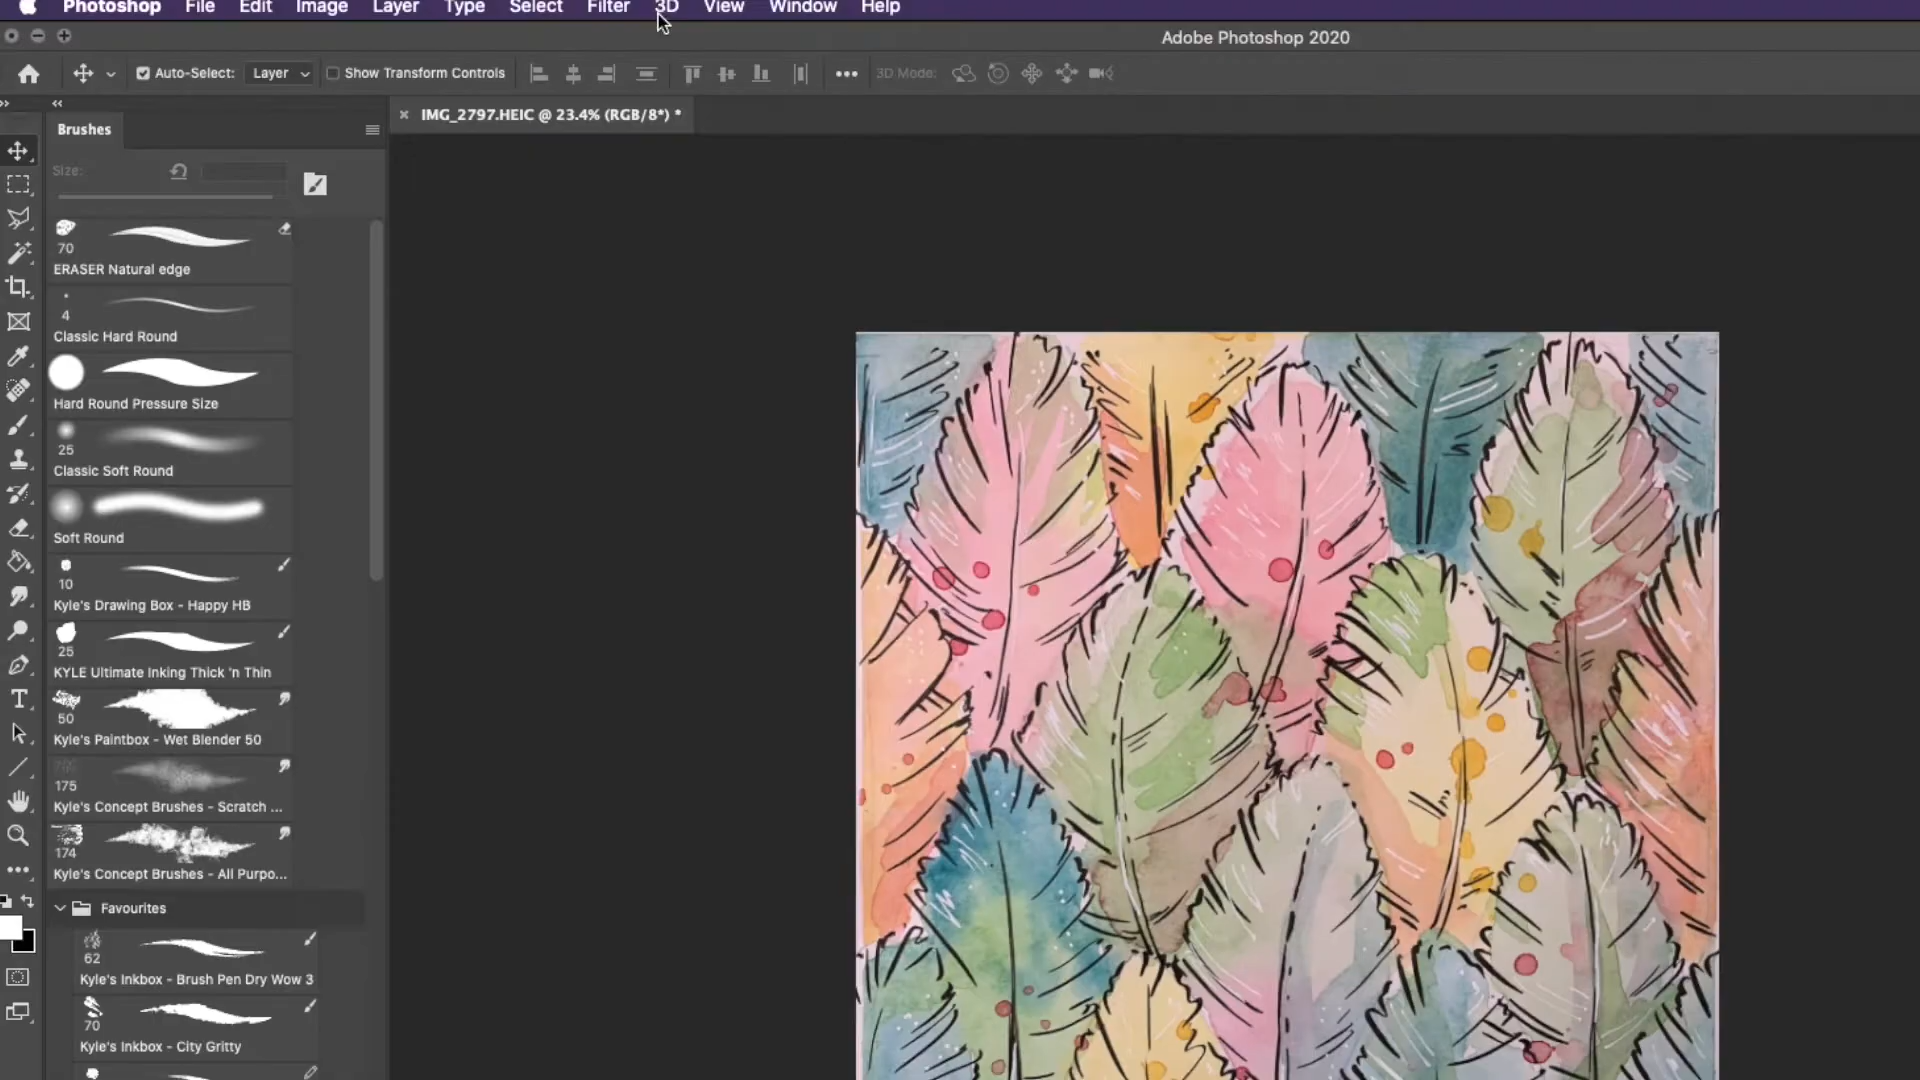 Photoshop File Edit Image Layer Type Select Filter 3D View Window Help
Adobe Photoshop 2020
Auto-Select: Layer Show Transform Controls 3D Mode:
IMG_2797.HEIC @ 23.4% (RGB/8*) *
Brushes
Size:
70
ERASER Natural edge
4
Classic Hard Round
Hard Round Pressure Size
25
Classic Soft Round
Soft Round
10
Kyle's Drawing Box - Happy HB
25
KYLE Ultimate Inking Thick 'n Thin
50
Kyle's Paintbox - Wet Blender 50
175
Kyle's Concept Brushes - Scratch ...
174
Kyle's Concept Brushes - All Purpo...
Favourites
62
Kyle's Inkbox - Brush Pen Dry Wow 3
70
Kyle's Inkbox - City Gritty